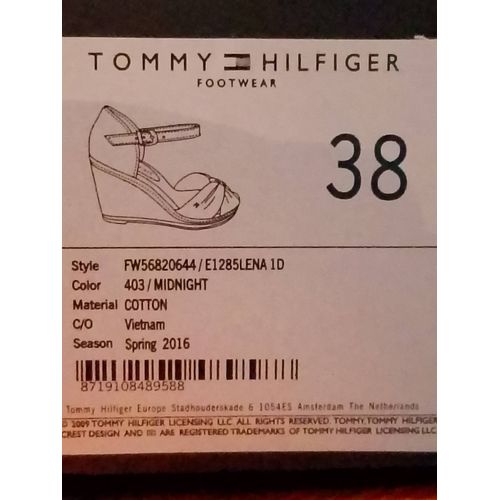 TOMMY HILFIGER
FOOTWEAR
38
Style FW56820644/E1285LENA 1D
Color 403/MIDNIGHT
Material COTTON
C/O Vietnam
Season Spring 2016
8719108489588
Tommy Hilfiger Europe Stadhouderskade 6 1054ES Amsterdam The Netherlands
© 2009 TOMMY HILFIGER LICENSING LLC. ALL RIGHTS RESERVED. TOMMY, TOMMY HILFIGER
CREST DESIGN AND ARE REGISTERED TRADEMARKS OF TOMMY HILFIGER LICENSING LLC